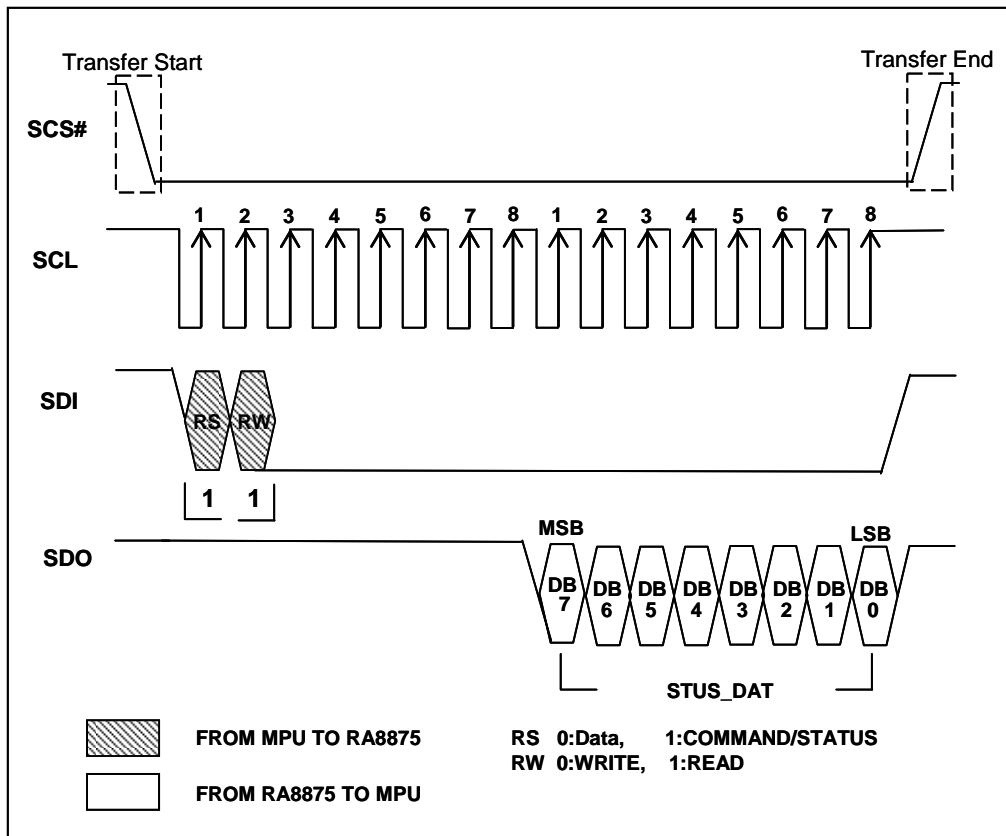 Transfer Start
Transfer End
SCS#
1 2 3 4 5 6 7 8 1 2 3 4 5 6 7 8
SCL
SDI
RS RW
1 1
MSB
LSB
SDO
DB 7 DB 6 DB 5 DB 4 DB 3 DB 2 DB 1 DB 0
STUS_DAT
FROM MPU TO RA8875
RS 0:Data, 1:COMMAND/STATUS
RW 0:WRITE, 1:READ
FROM RA8875 TO MPU